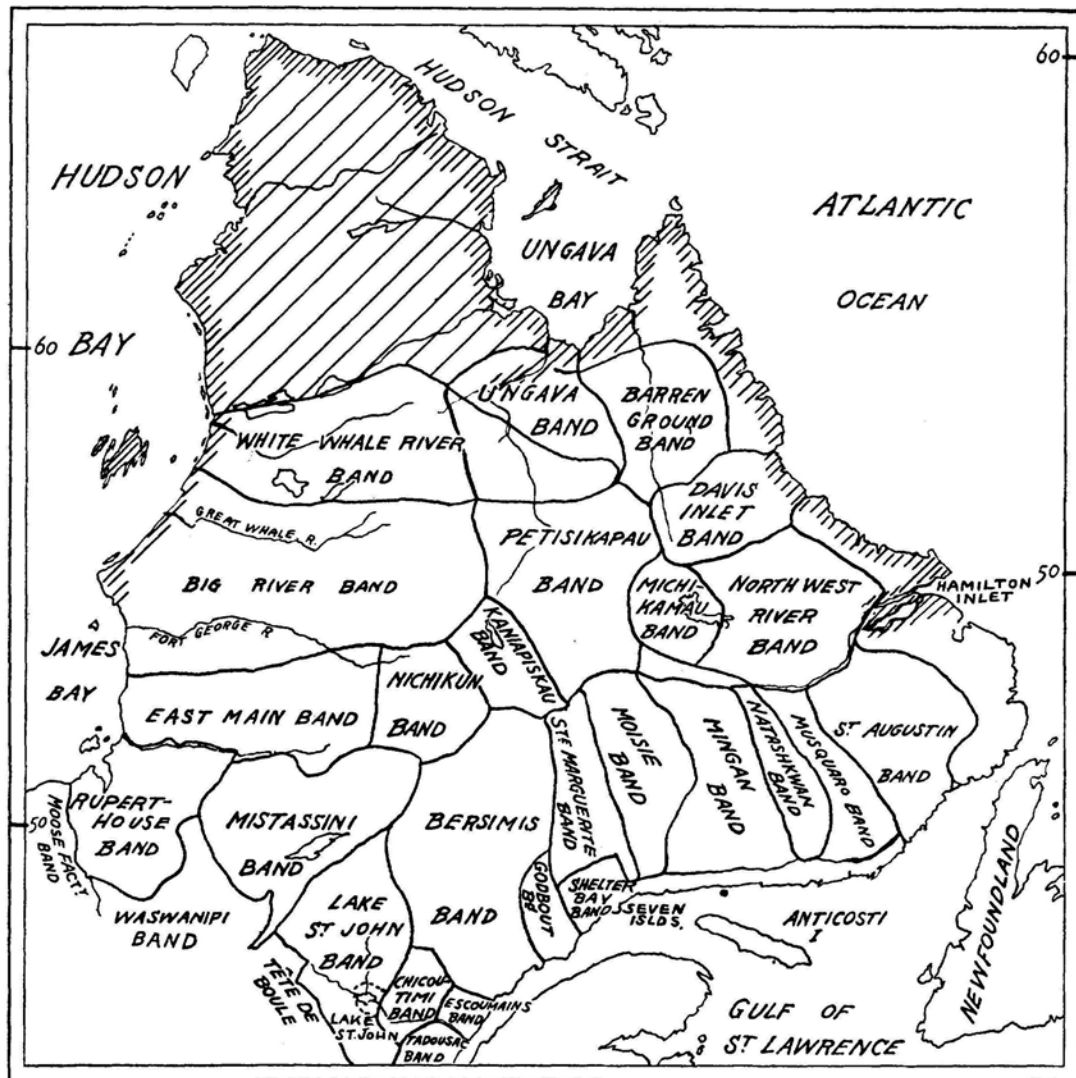 60
HUDSON
STRAIT
HUDSON
BAY
ATLANTIC
OCEAN
UNGAVA
BAY
60
UNGAVA
BAND
BARREN
GROUND
BAND
WHITE WHALE RIVER
BAND
DAVIS
INLET
BAND
GREAT WHALE. R.
PETISIKAPAU
BAND
BIG RIVER BAND
MICHI-
KAMAU
BAND
NORTH WEST
RIVER
BAND
50
HAMILTON
INLET
JAMES
BAY
FORT GEORGE R
KANIAPISKAU
BAND
NICHIKUN
BAND
EAST MAIN BAND
STE MARGUERITE
BAND
MOISIE
BAND
MINGAN
BAND
NATASHKWAN
BAND
MUSQUARO BAND
ST AUGUSTIN
BAND
50
MOOSE FACTY
BAND
RUPERT-
HOUSE
BAND
MISTASSINI
BAND
BERSIMIS
BAND
GODBOUT
BD
SHELTER
BAY
BAND
SEVEN
ISLDS.
WASWANIPI
BAND
LAKE
ST JOHN
BAND
ANTICOSTI
I
NEWFOUNDLAND
TÊTE DE
BOULE
CHICOU-
TIMI
BAND
ESCOUMAINS
BAND
LAKE
ST. JOHN
TADOUSAC
BAND
GULF OF
ST LAWRENCE